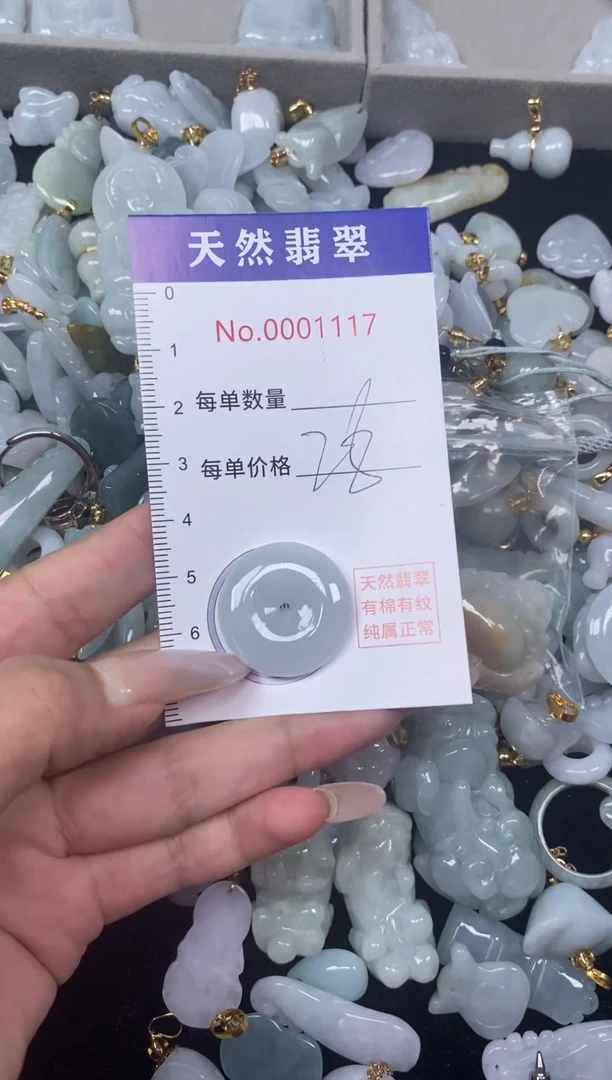 天然翡翠
0
No.0001117
1
2 每单数量
3 每单价格
4
5
天然翡翠
有棉有纹
6
纯属正常